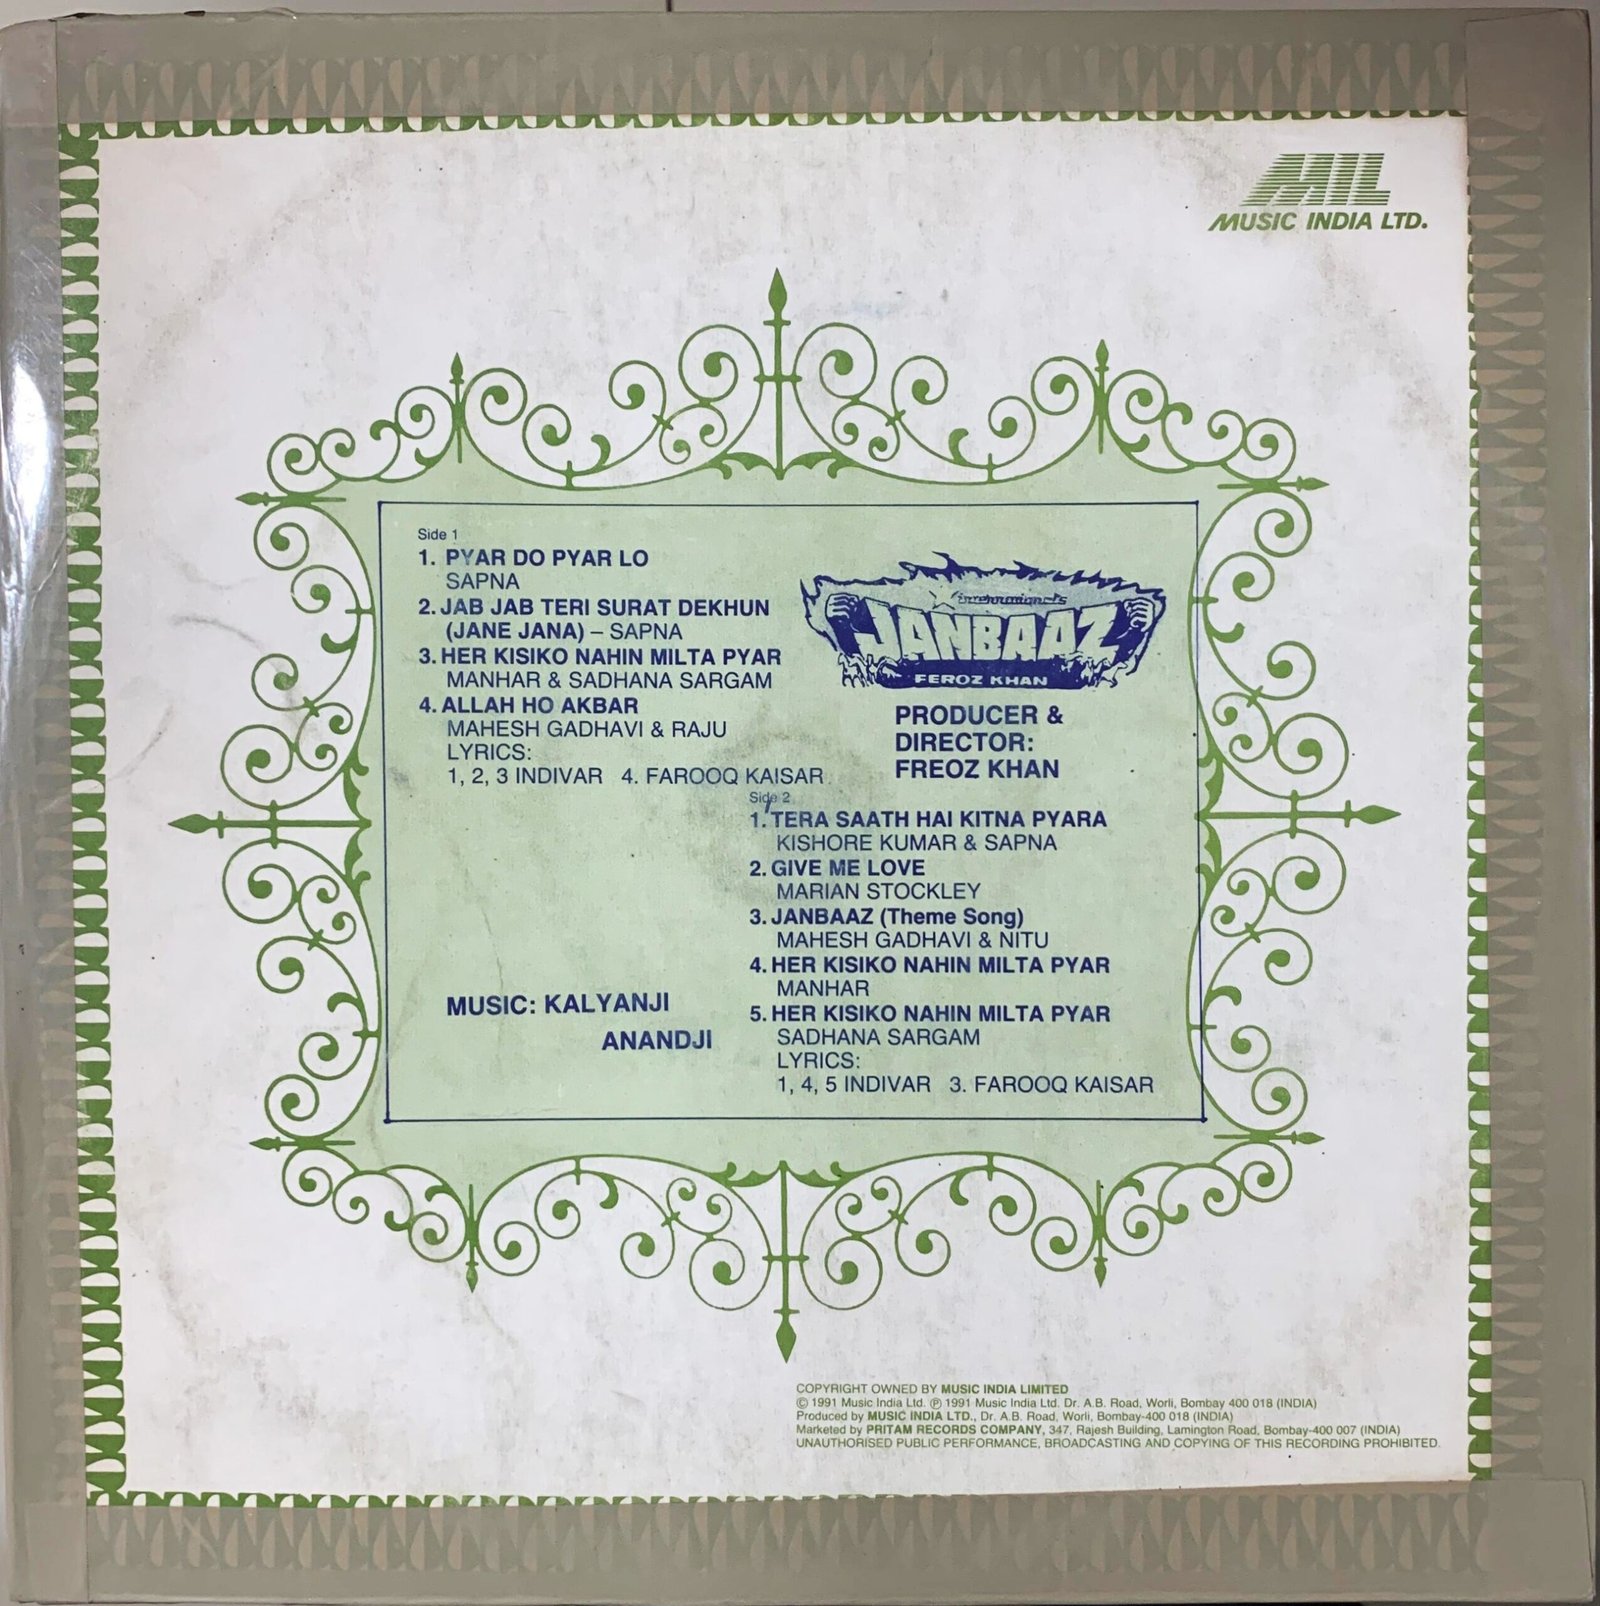 MIL
MUSIC INDIA LTD.
Side 1
1. PYAR DO PYAR LO
SAPNA
2. JAB JAB TERI SURAT DEKHUN
(JANE JANA) – SAPNA
3. HER KISIKO NAHIN MILTA PYAR
MANHAR & SADHANA SARGAM
4. ALLAH HO AKBAR
MAHESH GADHAVI & RAJU
LYRICS:
1, 2, 3 INDIVAR 4. FAROOQ KAISAR
JANBAAZ
FEROZ KHAN
PRODUCER &
DIRECTOR:
FREOZ KHAN
Side 2
1. TERA SAATH HAI KITNA PYARA
KISHORE KUMAR & SAPNA
2. GIVE ME LOVE
MARIAN STOCKLEY
3. JANBAAZ (Theme Song)
MAHESH GADHAVI & NITU
4. HER KISIKO NAHIN MILTA PYAR
MANHAR
5. HER KISIKO NAHIN MILTA PYAR
SADHANA SARGAM
LYRICS:
1, 4, 5 INDIVAR 3. FAROOQ KAISAR
MUSIC: KALYANJI
ANANDJI
COPYRIGHT OWNED BY MUSIC INDIA LIMITED
© 1991 Music India Ltd. ℗ 1991 Music India Ltd. Dr. A.B. Road, Worli, Bombay 400 018 (INDIA)
Produced by MUSIC INDIA LTD., Dr. A.B. Road, Worli, Bombay-400 018 (INDIA)
Marketed by PRITAM RECORDS COMPANY, 347, Rajesh Building, Lamington Road, Bombay-400 007 (INDIA)
UNAUTHORISED PUBLIC PERFORMANCE, BROADCASTING AND COPYING OF THIS RECORDING PROHIBITED.